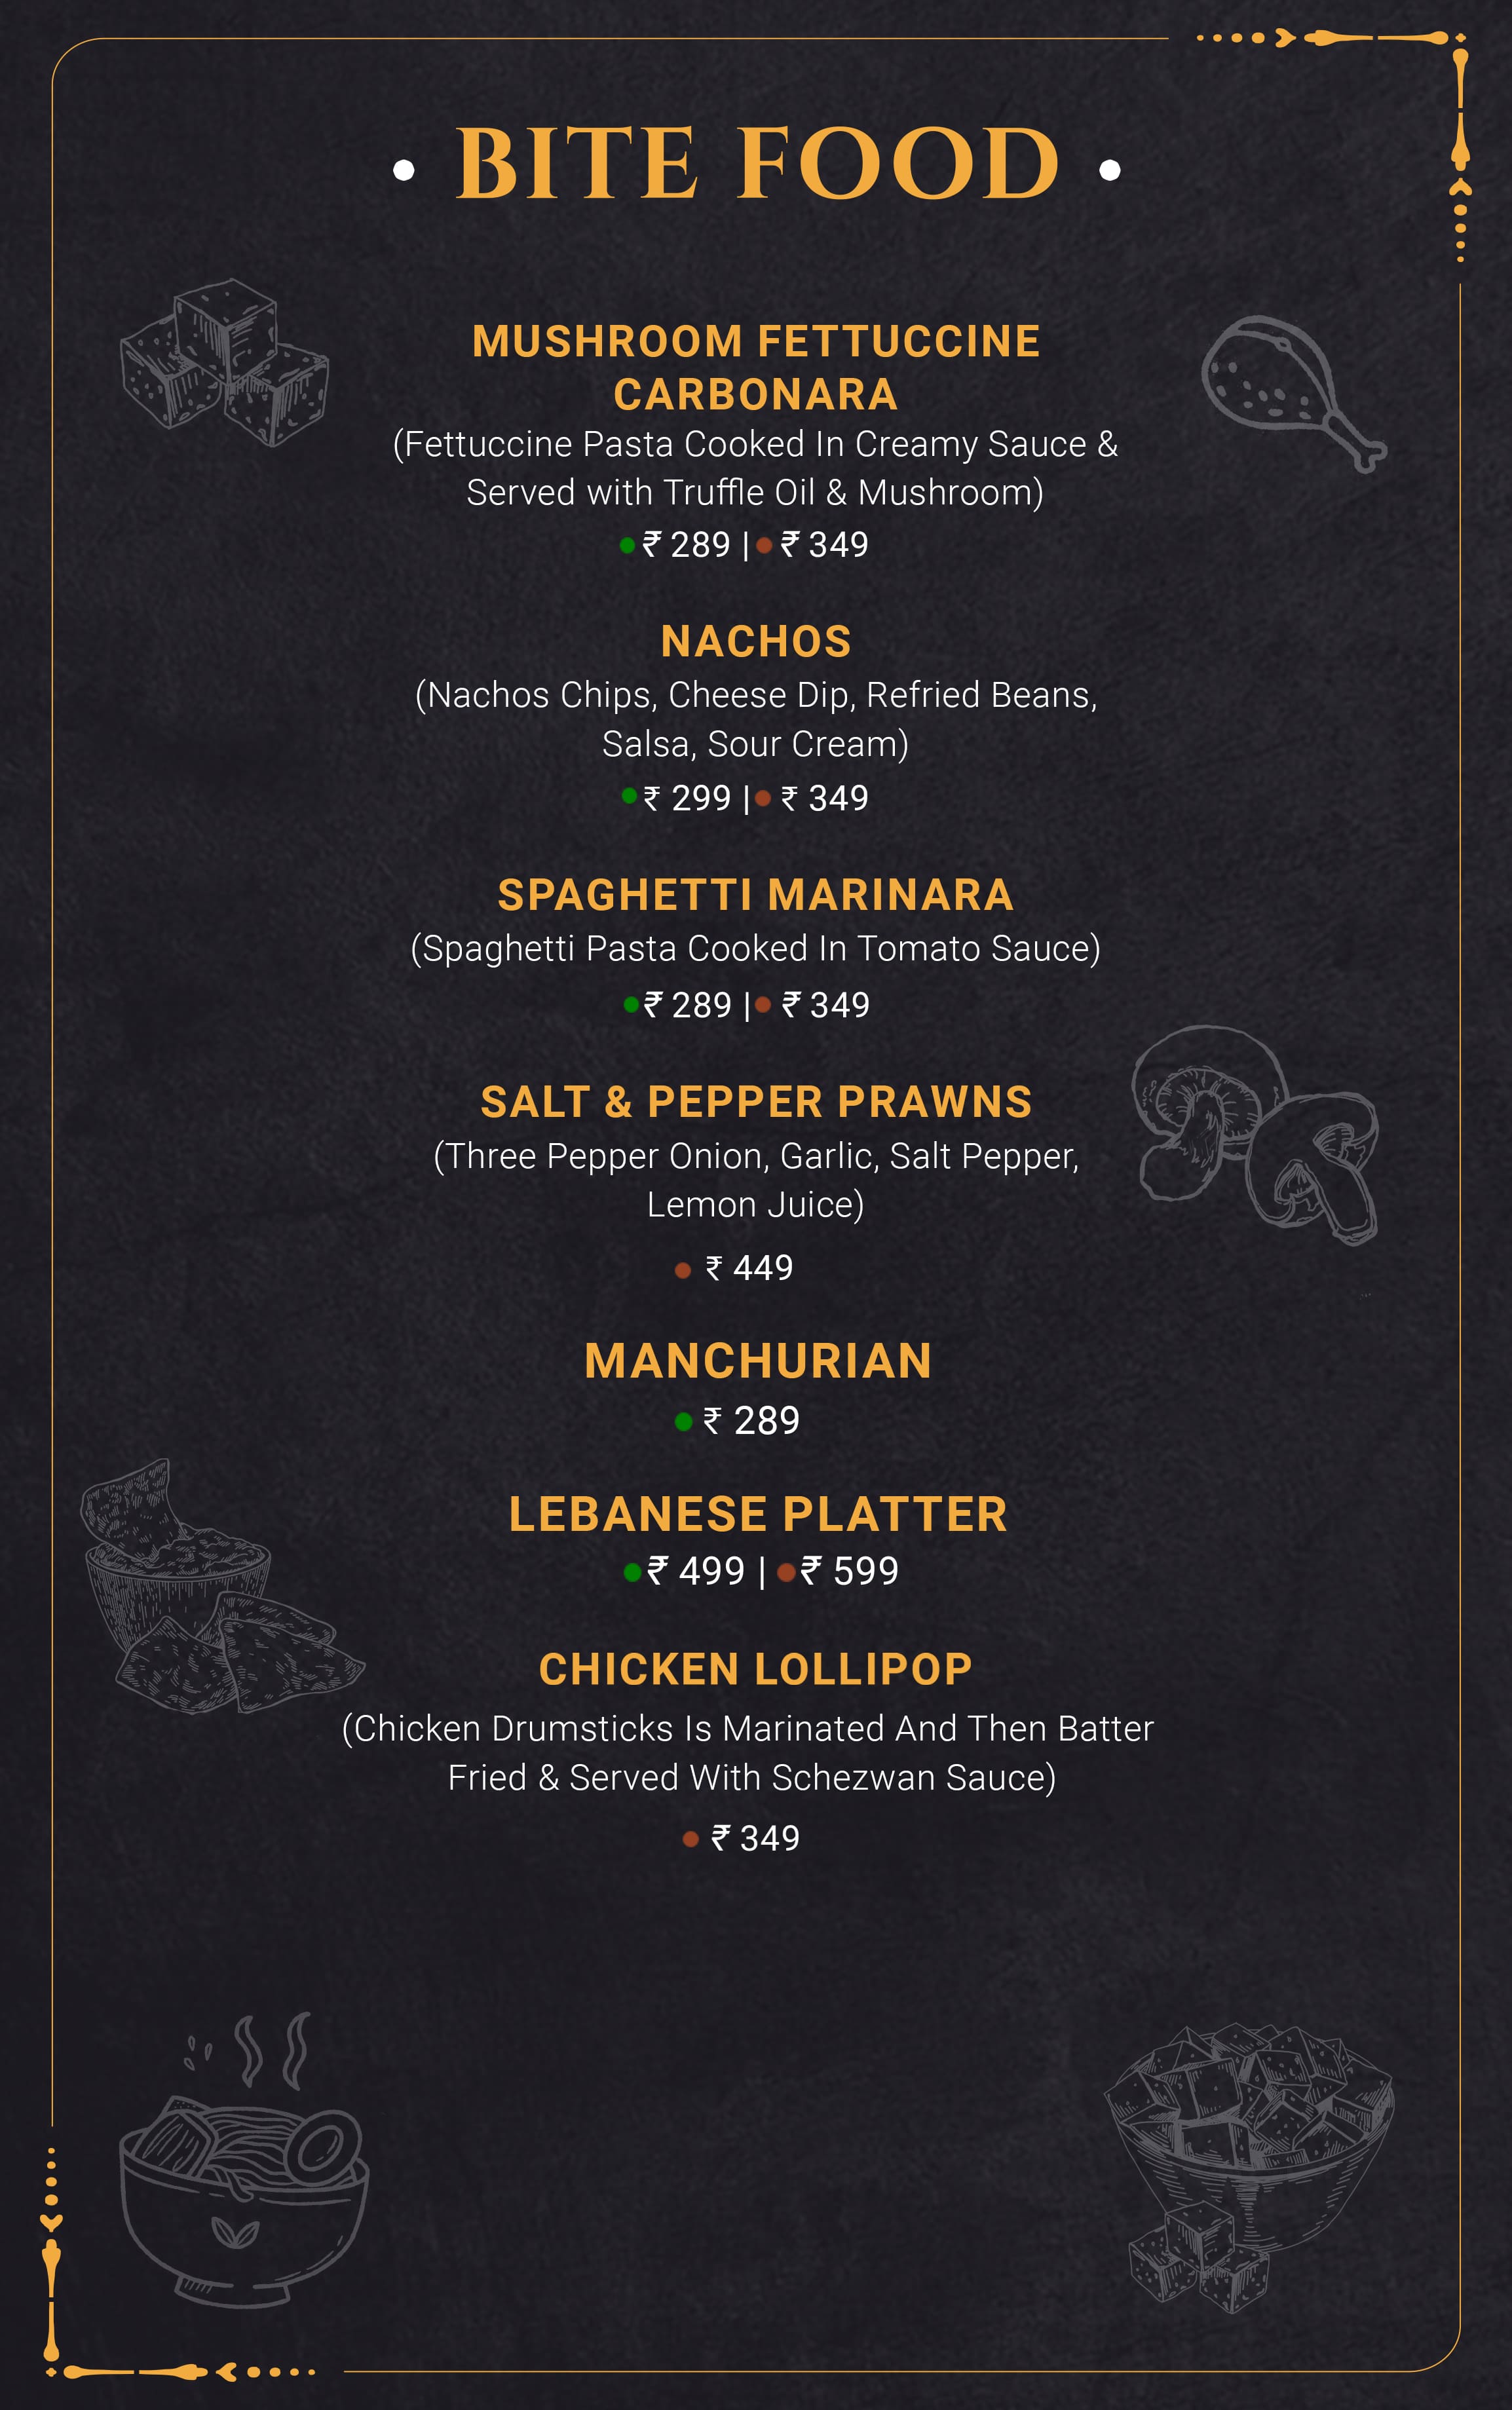 • BITE FOOD •
MUSHROOM FETTUCCINE
CARBONARA
(Fettuccine Pasta Cooked In Creamy Sauce &
Served with Truffle Oil & Mushroom)
₹ 289 | ₹ 349
NACHOS
(Nachos Chips, Cheese Dip, Refried Beans,
Salsa, Sour Cream)
₹ 299 | ₹ 349
SPAGHETTI MARINARA
(Spaghetti Pasta Cooked In Tomato Sauce)
₹ 289 | ₹ 349
SALT & PEPPER PRAWNS
(Three Pepper Onion, Garlic, Salt Pepper,
Lemon Juice)
₹ 449
MANCHURIAN
₹ 289
LEBANESE PLATTER
₹ 499 | ₹ 599
CHICKEN LOLLIPOP
(Chicken Drumsticks Is Marinated And Then Batter
Fried & Served With Schezwan Sauce)
₹ 349